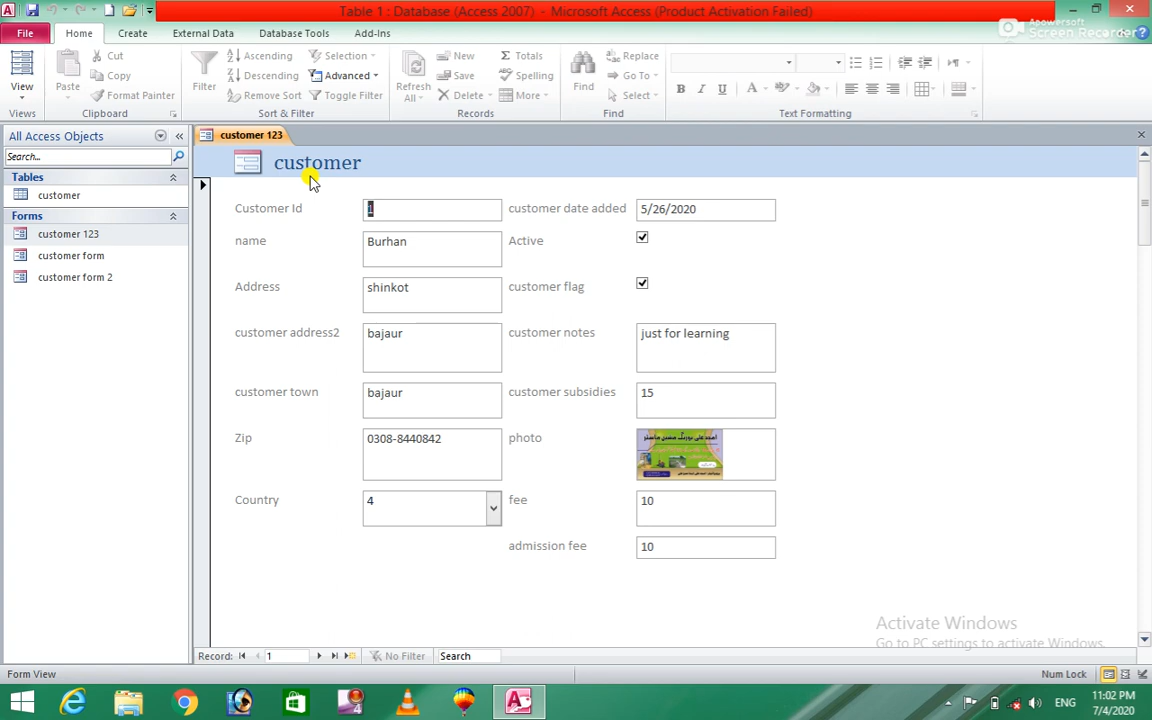 Table 1 : Database (Access 2007) - Microsoft Access (Product Activation Failed)
File Home Create External Data Database Tools Add-Ins
Apowersoft
Screen Recorder
View
Views
Paste
Cut
Copy
Format Painter
Clipboard
Filter
Ascending
Descending
Remove Sort
Selection
Advanced
Toggle Filter
Sort & Filter
Refresh
All
New
Save
Delete
Totals
Spelling
More
Records
Find
Replace
Go To
Select
Find
B I U A
Text Formatting
All Access Objects
Search...
Tables
customer
Forms
customer 123
customer form
customer form 2
customer 123
customer
Customer Id 1 customer date added 5/26/2020
name Burhan Active
Address shinkot customer flag
customer address2 bajaur customer notes just for learning
customer town bajaur customer subsidies 15
Zip 0308-8440842 photo
Country 4 fee 10
admission fee 10
Activate Windows
Go to PC settings to activate Windows.
Record: 1 No Filter Search
Form View Num Lock
ENG 11:02 PM
7/4/2020